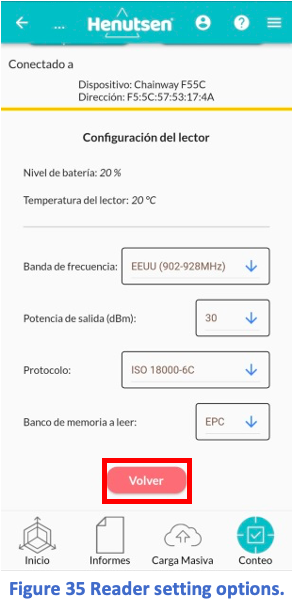 ... Henutsen
Conectado a
Dispositivo: Chainway F55C
Dirección: F5:5C:57:53:17:4A
Configuración del lector
Nivel de batería: 20 %
Temperatura del lector: 20 °C
Banda de frecuencia: EEUU (902-928MHz)
Potencia de salida (dBm): 30
Protocolo: ISO 18000-6C
Banco de memoria a leer: EPC
Volver
Inicio Informes Carga Masiva Conteo
Figure 35 Reader setting options.